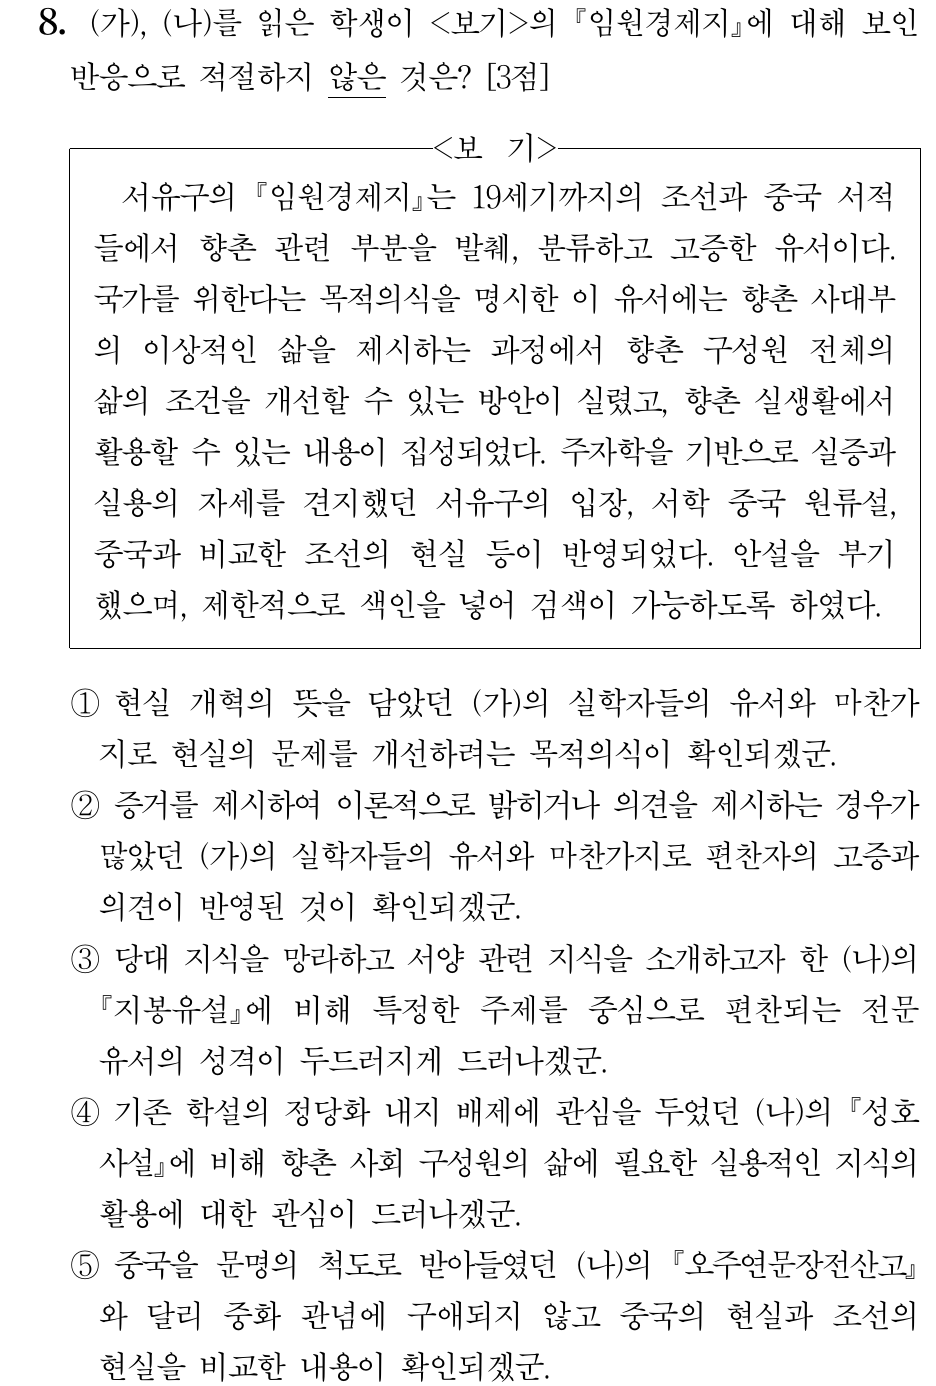 8. (가), (나)를 읽은 학생이 <보기>의 『임원경제지』에 대해 보인
반응으로 적절하지 않은 것은? [3점]
<보 기>
서유구의 『임원경제지』는 19세기까지의 조선과 중국 서적
들에서 향촌 관련 부분을 발췌, 분류하고 고증한 유서이다.
국가를 위한다는 목적의식을 명시한 이 유서에는 향촌 사대부
의 이상적인 삶을 제시하는 과정에서 향촌 구성원 전체의
삶의 조건을 개선할 수 있는 방안이 실렸고, 향촌 실생활에서
활용할 수 있는 내용이 집성되었다. 주자학을 기반으로 실증과
실용의 자세를 견지했던 서유구의 입장, 서학 중국 원류설,
중국과 비교한 조선의 현실 등이 반영되었다. 안설을 부기
했으며, 제한적으로 색인을 넣어 검색이 가능하도록 하였다.
① 현실 개혁의 뜻을 담았던 (가)의 실학자들의 유서와 마찬가
지로 현실의 문제를 개선하려는 목적의식이 확인되겠군.
② 증거를 제시하여 이론적으로 밝히거나 의견을 제시하는 경우가
많았던 (가)의 실학자들의 유서와 마찬가지로 편찬자의 고증과
의견이 반영된 것이 확인되겠군.
③ 당대 지식을 망라하고 서양 관련 지식을 소개하고자 한 (나)의
『지봉유설』에 비해 특정한 주제를 중심으로 편찬되는 전문
유서의 성격이 두드러지게 드러나겠군.
④ 기존 학설의 정당화 내지 배제에 관심을 두었던 (나)의 『성호
사설』에 비해 향촌 사회 구성원의 삶에 필요한 실용적인 지식의
활용에 대한 관심이 드러나겠군.
⑤ 중국을 문명의 척도로 받아들였던 (나)의 『오주연문장전산고』
와 달리 중화 관념에 구애되지 않고 중국의 현실과 조선의
현실을 비교한 내용이 확인되겠군.